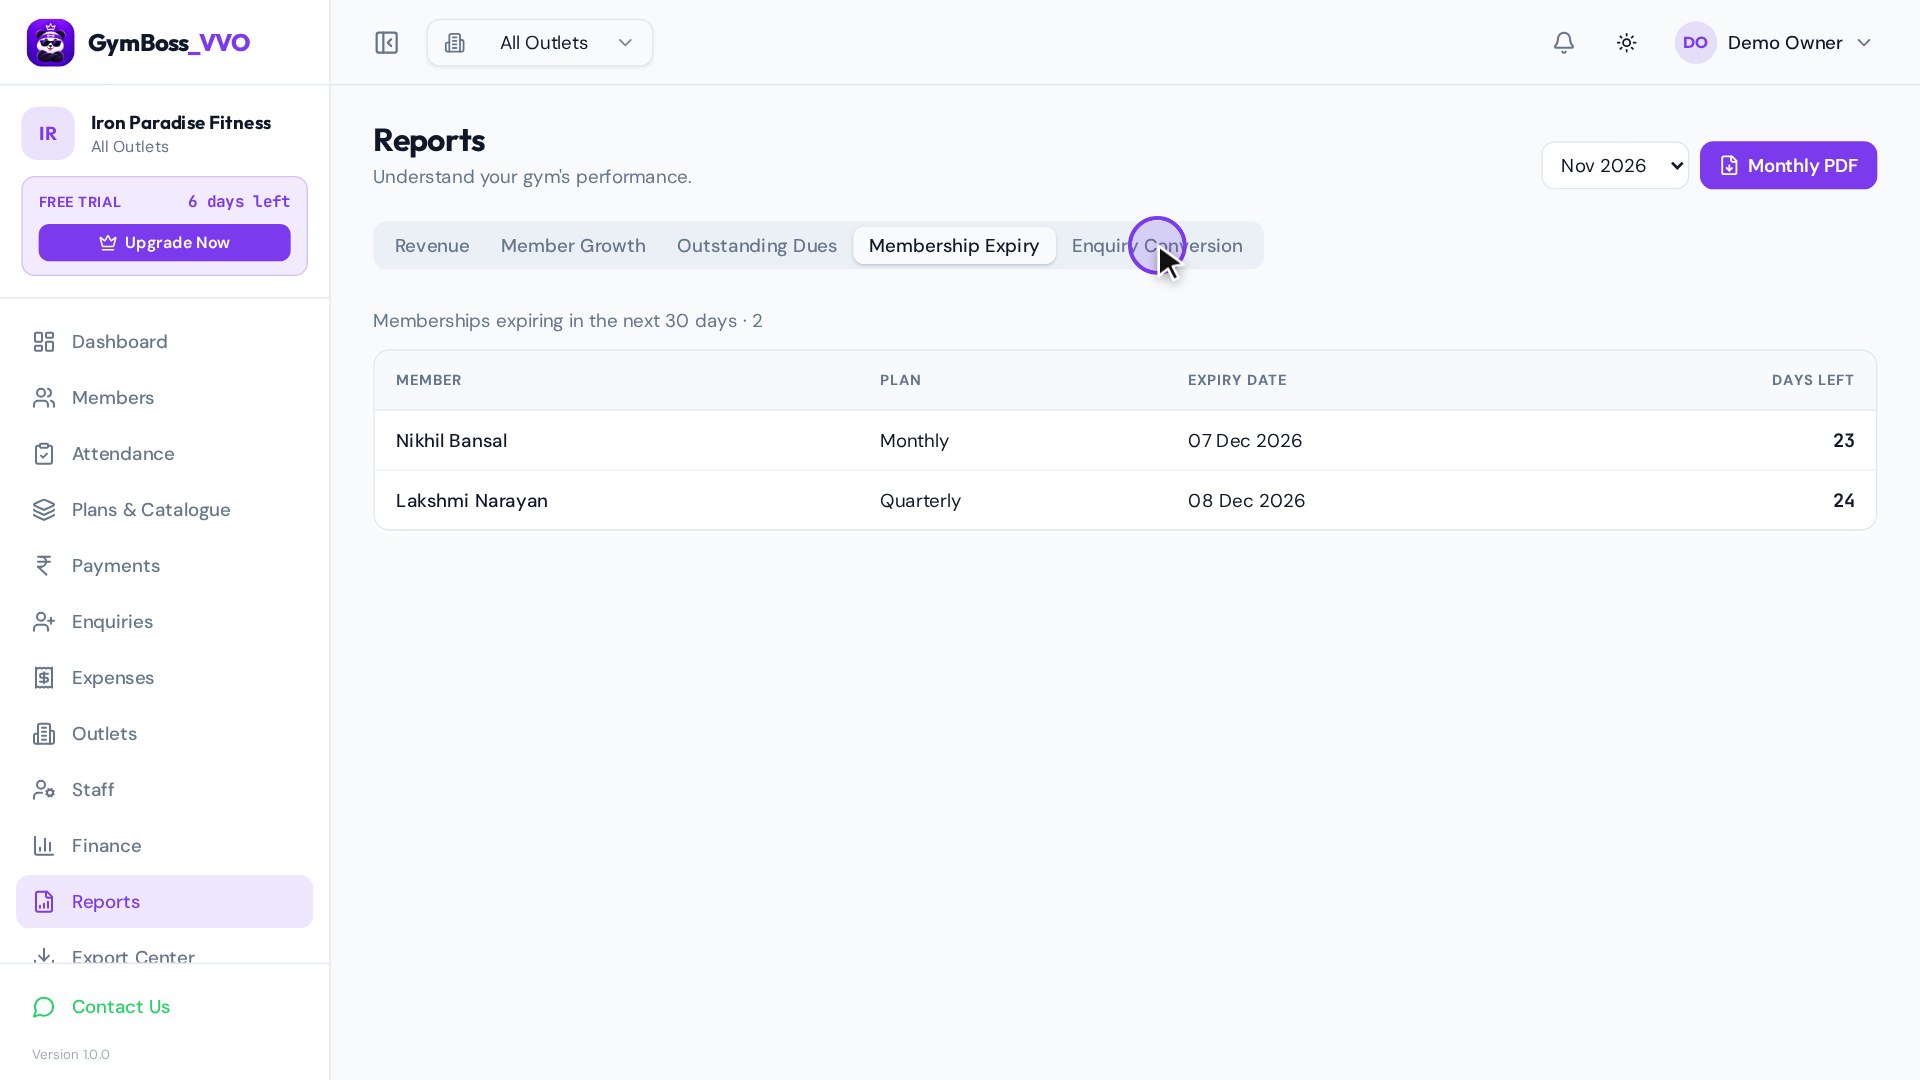 GymBoss_VVO
All Outlets
DO
Demo Owner
IR
Iron Paradise Fitness
All Outlets
FREE TRIAL
6 days left
Upgrade Now
Dashboard
Members
Attendance
Plans & Catalogue
Payments
Enquiries
Expenses
Outlets
Staff
Finance
Reports
Export Center
Contact Us
Version 1.0.0
Reports
Understand your gym's performance.
Nov 2026
Monthly PDF
Revenue
Member Growth
Outstanding Dues
Membership Expiry
Enquiry Conversion
Memberships expiring in the next 30 days · 2
MEMBER PLAN EXPIRY DATE DAYS LEFT
Nikhil Bansal Monthly 07 Dec 2026 23
Lakshmi Narayan Quarterly 08 Dec 2026 24